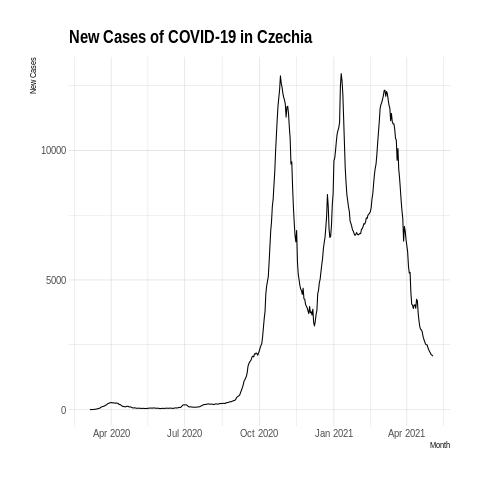 New Cases of COVID-19 in Czechia
New Cases
10000
5000
0
Apr 2020 Jul 2020 Oct 2020 Jan 2021 Apr 2021
Month